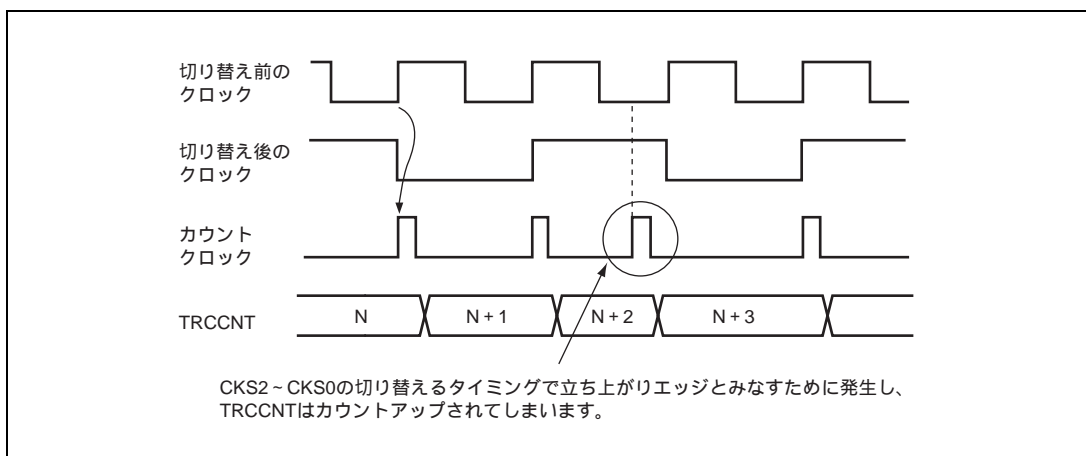 切り替え前の
クロック
切り替え後の
クロック
カウント
クロック
TRCCNT
N
N + 1
N + 2
N + 3
CKS2 ~ CKS0の切り替えるタイミングで立ち上がりエッジとみなすために発生し、
TRCCNTはカウントアップされてしまいます。